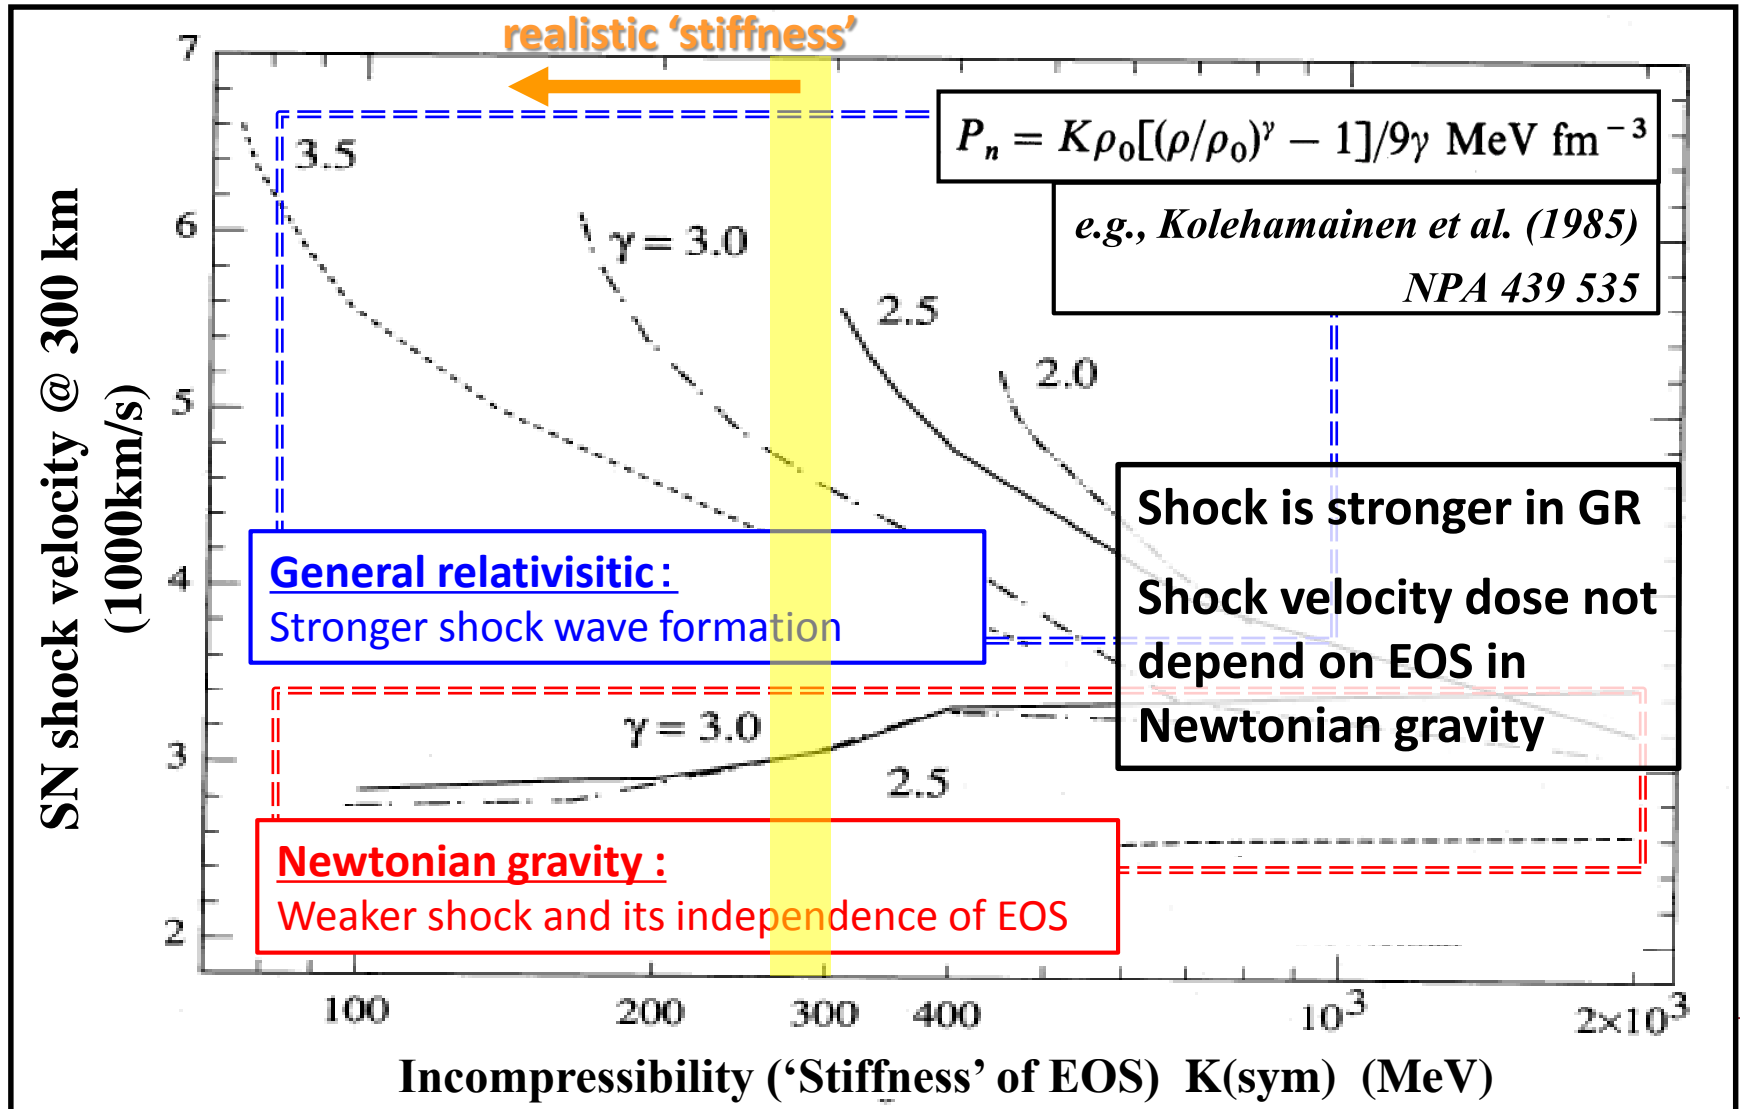 realistic ‘stiffness’
7
3.5
P_n = Kρ_0[(ρ/ρ_0)^γ − 1]/9γ MeV fm^−3
e.g., Kolehamainen et al. (1985)
NPA 439 535
6
γ = 3.0
2.5
2.0
5
SN shock velocity @ 300 km
(1000km/s)
Shock is stronger in GR
Shock velocity dose not
depend on EOS in
Newtonian gravity
4
General relativisitic:
Stronger shock wave formation
γ = 3.0
3
2.5
Newtonian gravity :
Weaker shock and its independence of EOS
2
100 200 300 400 10^3 2×10^3
Incompressibility (‘Stiffness’ of EOS) K(sym) (MeV)